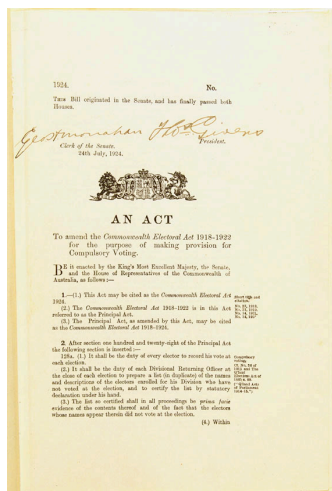 1924.
No.
THIS Bill originated in the Senate, and has finally passed both
Houses.
Geo H Monahan Tho Givens
Clerk of the Senate.
President.
24th July, 1924.
AN ACT
To amend the Commonwealth Electoral Act 1918-1922
for the purpose of making provision for
Compulsory Voting.
BE it enacted by the King's Most Excellent Majesty, the Senate,
and the House of Representatives of the Commonwealth of
Australia, as follows:—
1.—(1.) This Act may be cited as the Commonwealth Electoral Act
1924.
Short title and
citation.
(2.) The Commonwealth Electoral Act 1918-1922 is in this Act
referred to as the Principal Act.
(3.) The Principal Act, as amended by this Act, may be cited
as the Commonwealth Electoral Act 1918-1924.
2. After section one hundred and twenty-eight of the Principal Act
the following section is inserted:—
128A. (1.) It shall be the duty of every elector to record his vote at
each election.
Compulsory
voting.
(2.) It shall be the duty of each Divisional Returning Officer at
the close of each election to prepare a list (in duplicate) of the names
and descriptions of the electors enrolled for his Division who have
not voted at the election, and to certify the list by statutory
declaration under his hand.
(3.) The list so certified shall in all proceedings be prima facie
evidence of the contents thereof and of the fact that the electors
whose names appear therein did not vote at the election.
(4.) Within